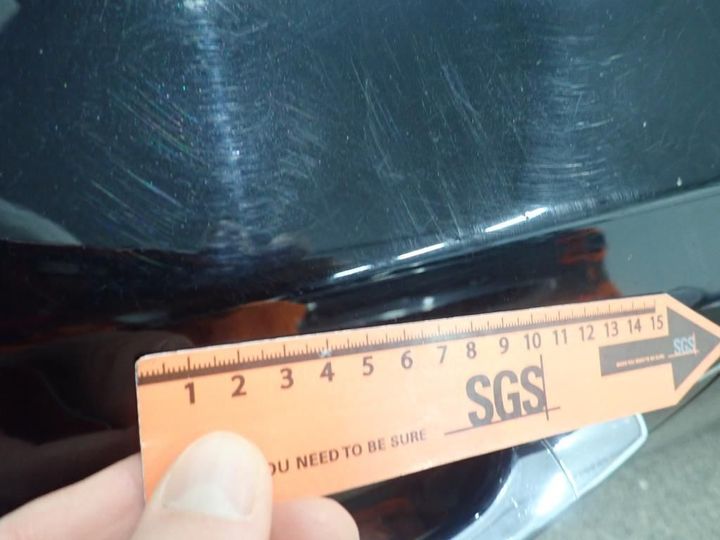 1 2 3 4 5 6 7 8 9 10 11 12 13 14 15
SGS
SGS
OU NEED TO BE SURE